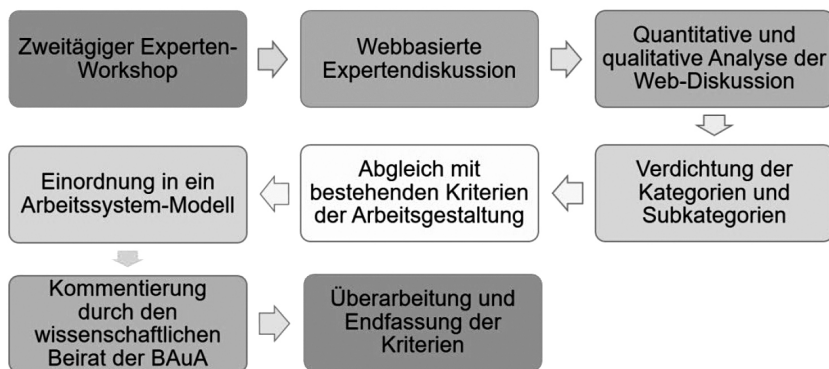 Zweitägiger Experten-
Workshop
Webbasierte
Expertendiskussion
Quantitative und
qualitative Analyse der
Web-Diskussion
Verdichtung der
Kategorien und
Subkategorien
Abgleich mit
bestehenden Kriterien
der Arbeitsgestaltung
Einordnung in ein
Arbeitssystem-Modell
Kommentierung
durch den
wissenschaftlichen
Beirat der BAuA
Überarbeitung und
Endfassung der
Kriterien